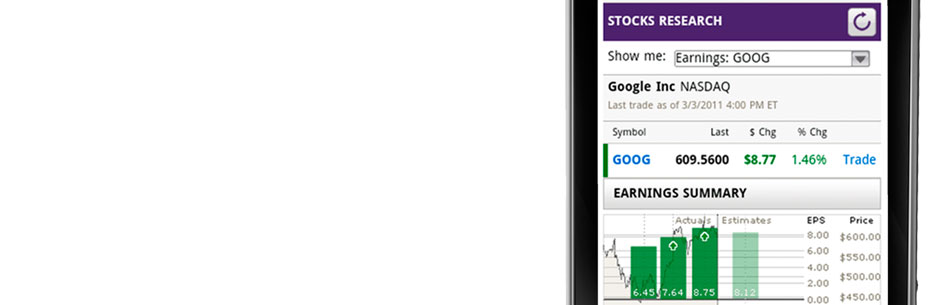 STOCKS RESEARCH
Show me: Earnings: GOOG
Google Inc NASDAQ
Last trade as of 3/3/2011 4:00 PM ET
Symbol Last $ Chg % Chg
GOOG 609.5600 $8.77 1.46% Trade
EARNINGS SUMMARY
Actuals Estimates EPS Price
8.00 $600.00
6.00 $550.00
4.00
2.00 $500.00
6.45 7.64 8.75 8.12 0.00 $450.00